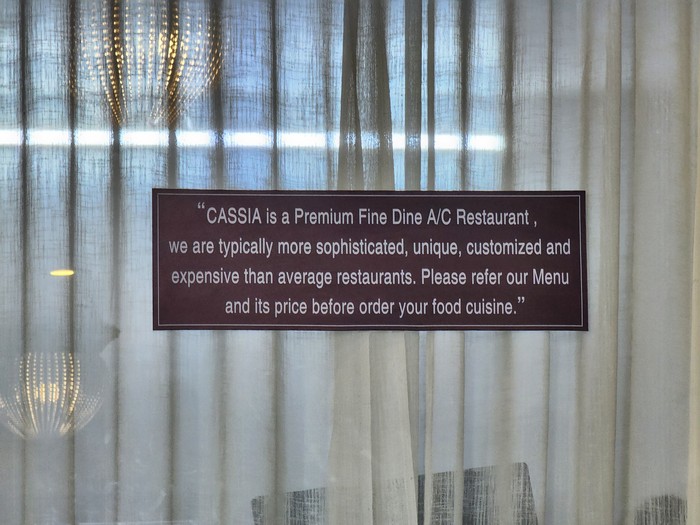 “CASSIA is a Premium Fine Dine A/C Restaurant ,
we are typically more sophisticated, unique, customized and
expensive than average restaurants. Please refer our Menu
and its price before order your food cuisine.”